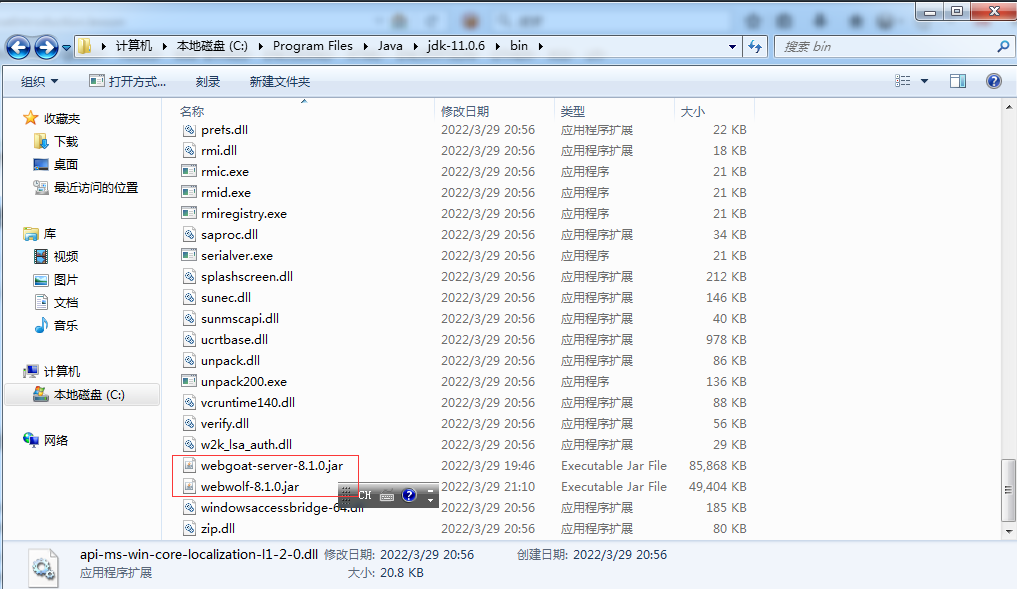 计算机 本地磁盘 (C:) Program Files Java jdk-11.0.6 bin 搜索 bin
组织 打开方式... 刻录 新建文件夹
名称 修改日期 类型 大小
收藏夹
下载
桌面
最近访问的位置
库
视频
图片
文档
音乐
计算机
本地磁盘 (C:)
网络
prefs.dll 2022/3/29 20:56 应用程序扩展 22 KB
rmi.dll 2022/3/29 20:56 应用程序扩展 18 KB
rmic.exe 2022/3/29 20:56 应用程序 21 KB
rmid.exe 2022/3/29 20:56 应用程序 21 KB
rmiregistry.exe 2022/3/29 20:56 应用程序 21 KB
saproc.dll 2022/3/29 20:56 应用程序扩展 34 KB
serialver.exe 2022/3/29 20:56 应用程序 21 KB
splashscreen.dll 2022/3/29 20:56 应用程序扩展 212 KB
sunec.dll 2022/3/29 20:56 应用程序扩展 146 KB
sunmscapi.dll 2022/3/29 20:56 应用程序扩展 40 KB
ucrtbase.dll 2022/3/29 20:56 应用程序扩展 978 KB
unpack.dll 2022/3/29 20:56 应用程序扩展 86 KB
unpack200.exe 2022/3/29 20:56 应用程序 136 KB
vcruntime140.dll 2022/3/29 20:56 应用程序扩展 88 KB
verify.dll 2022/3/29 20:56 应用程序扩展 56 KB
w2k_lsa_auth.dll 2022/3/29 20:56 应用程序扩展 29 KB
webgoat-server-8.1.0.jar 2022/3/29 19:46 Executable Jar File 85,868 KB
webwolf-8.1.0.jar 2022/3/29 21:10 Executable Jar File 49,404 KB
CH
windowsaccessbridge-64.dll 2022/3/29 20:56 应用程序扩展 185 KB
zip.dll 2022/3/29 20:56 应用程序扩展 80 KB
api-ms-win-core-localization-l1-2-0.dll 修改日期: 2022/3/29 20:56 创建日期: 2022/3/29 20:56
应用程序扩展 大小: 20.8 KB